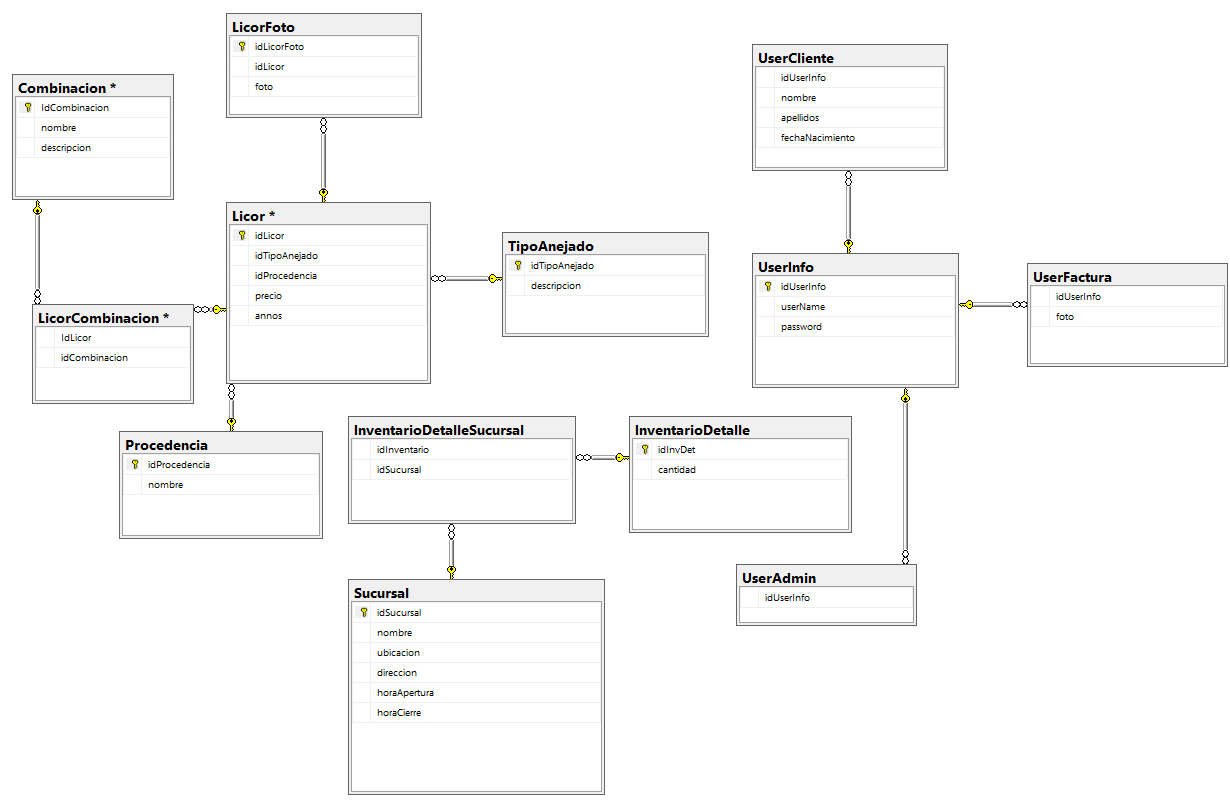 LicorFoto
idLicorFoto
idLicor
foto
Combinacion *
IdCombinacion
nombre
descripcion
UserCliente
idUserInfo
nombre
apellidos
fechaNacimiento
Licor *
idLicor
idTipoAnejado
idProcedencia
precio
annos
TipoAnejado
idTipoAnejado
descripcion
UserInfo
idUserInfo
userName
password
UserFactura
idUserInfo
foto
LicorCombinacion *
IdLicor
idCombinacion
Procedencia
idProcedencia
nombre
InventarioDetalleSucursal
idInventario
idSucursal
InventarioDetalle
idInvDet
cantidad
UserAdmin
idUserInfo
Sucursal
idSucursal
nombre
ubicacion
direccion
horaApertura
horaCierre